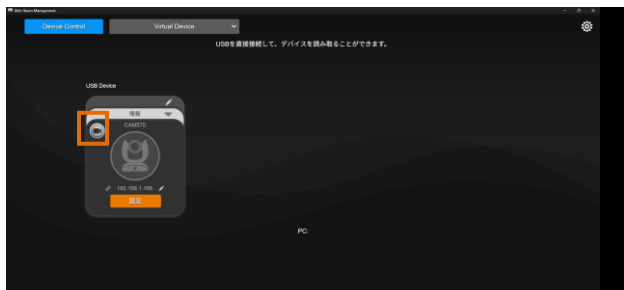 Aver Room Management
Device Control
Virtual Device
USBを直接接続して、デバイスを読み取ることができます。
USB Device
情報
CAM570
192.168.1.166
設定
PC: